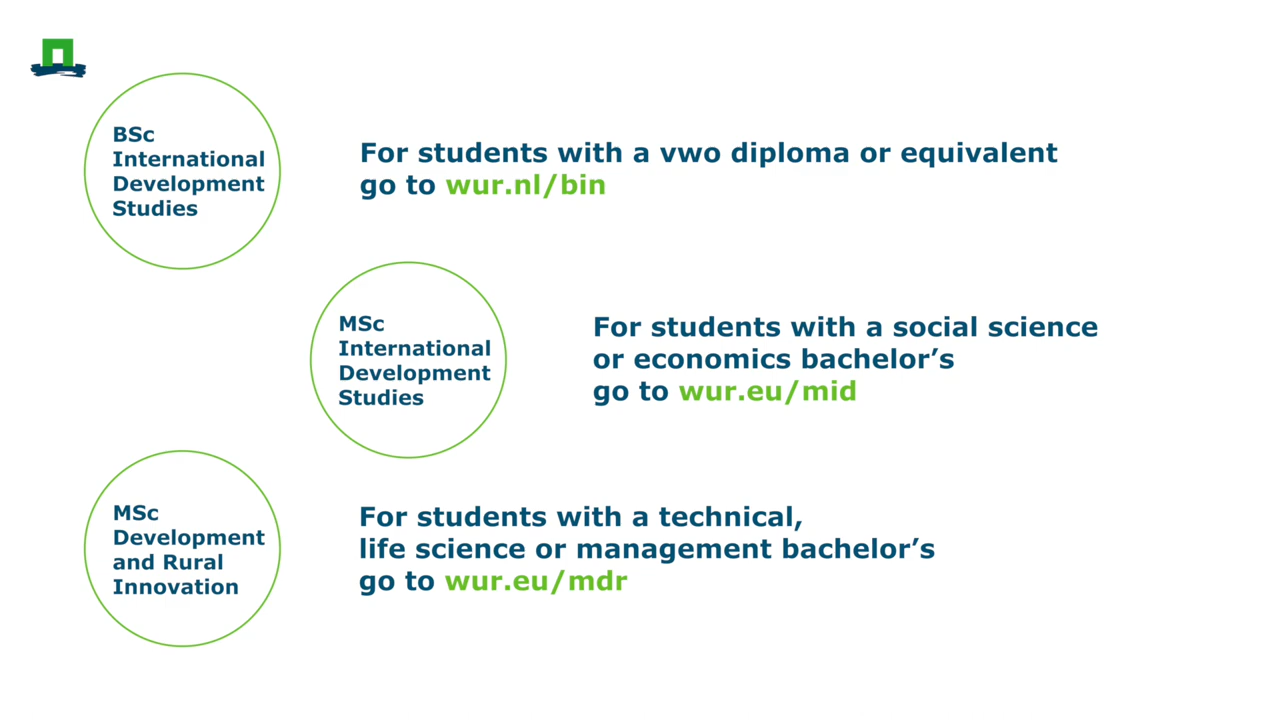 BSc
International
Development
Studies
For students with a vwo diploma or equivalent
go to wur.nl/bin
MSc
International
Development
Studies
For students with a social science
or economics bachelor’s
go to wur.eu/mid
MSc
Development
and Rural
Innovation
For students with a technical,
life science or management bachelor’s
go to wur.eu/mdr